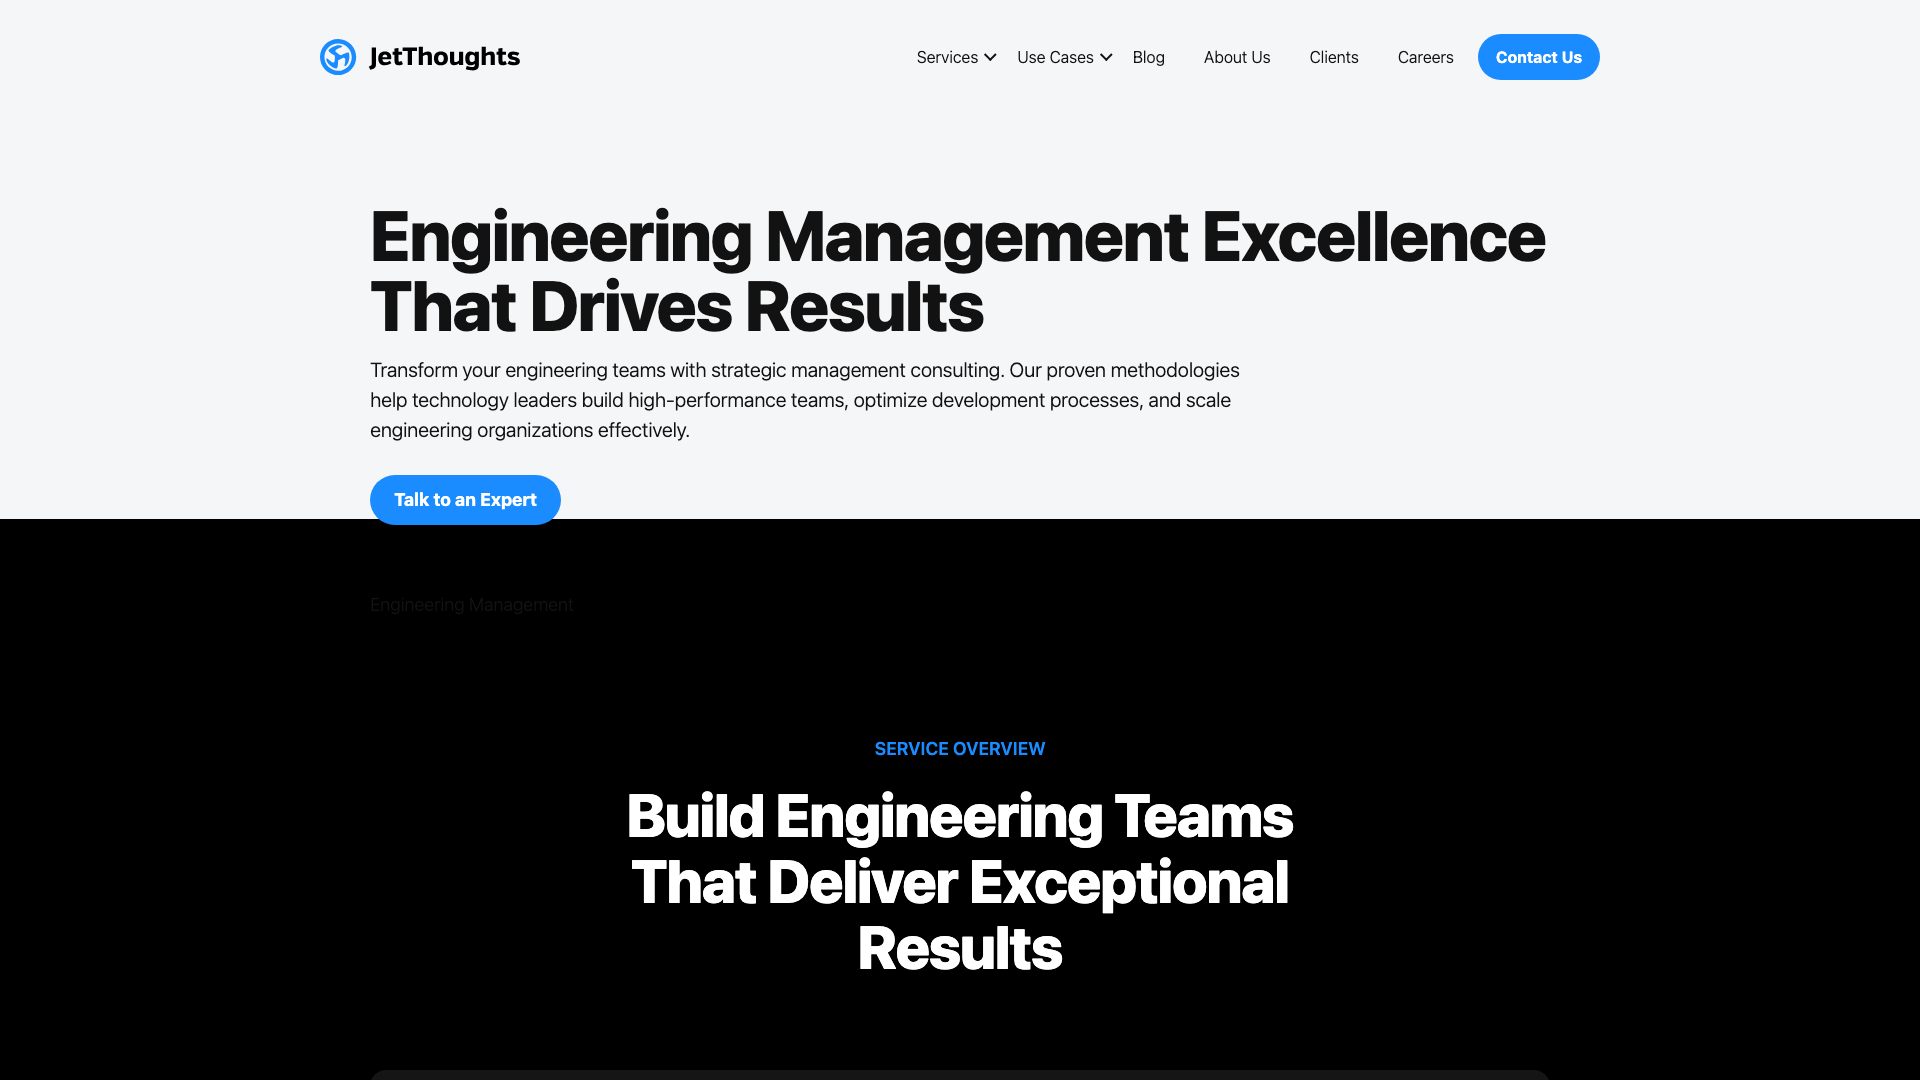 JetThoughts
Services
Use Cases
Blog
About Us
Clients
Careers
Contact Us
Engineering Management Excellence
That Drives Results
Transform your engineering teams with strategic management consulting. Our proven methodologies
help technology leaders build high-performance teams, optimize development processes, and scale
engineering organizations effectively.
Talk to an Expert
Engineering Management
SERVICE OVERVIEW
Build Engineering Teams
That Deliver Exceptional
Results